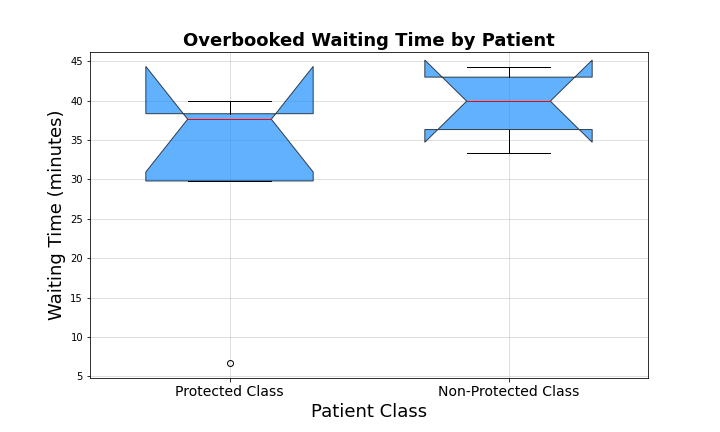 Overbooked Waiting Time by Patient
Waiting Time (minutes)
45
40
35
30
25
20
15
10
5
Protected Class
Non-Protected Class
Patient Class